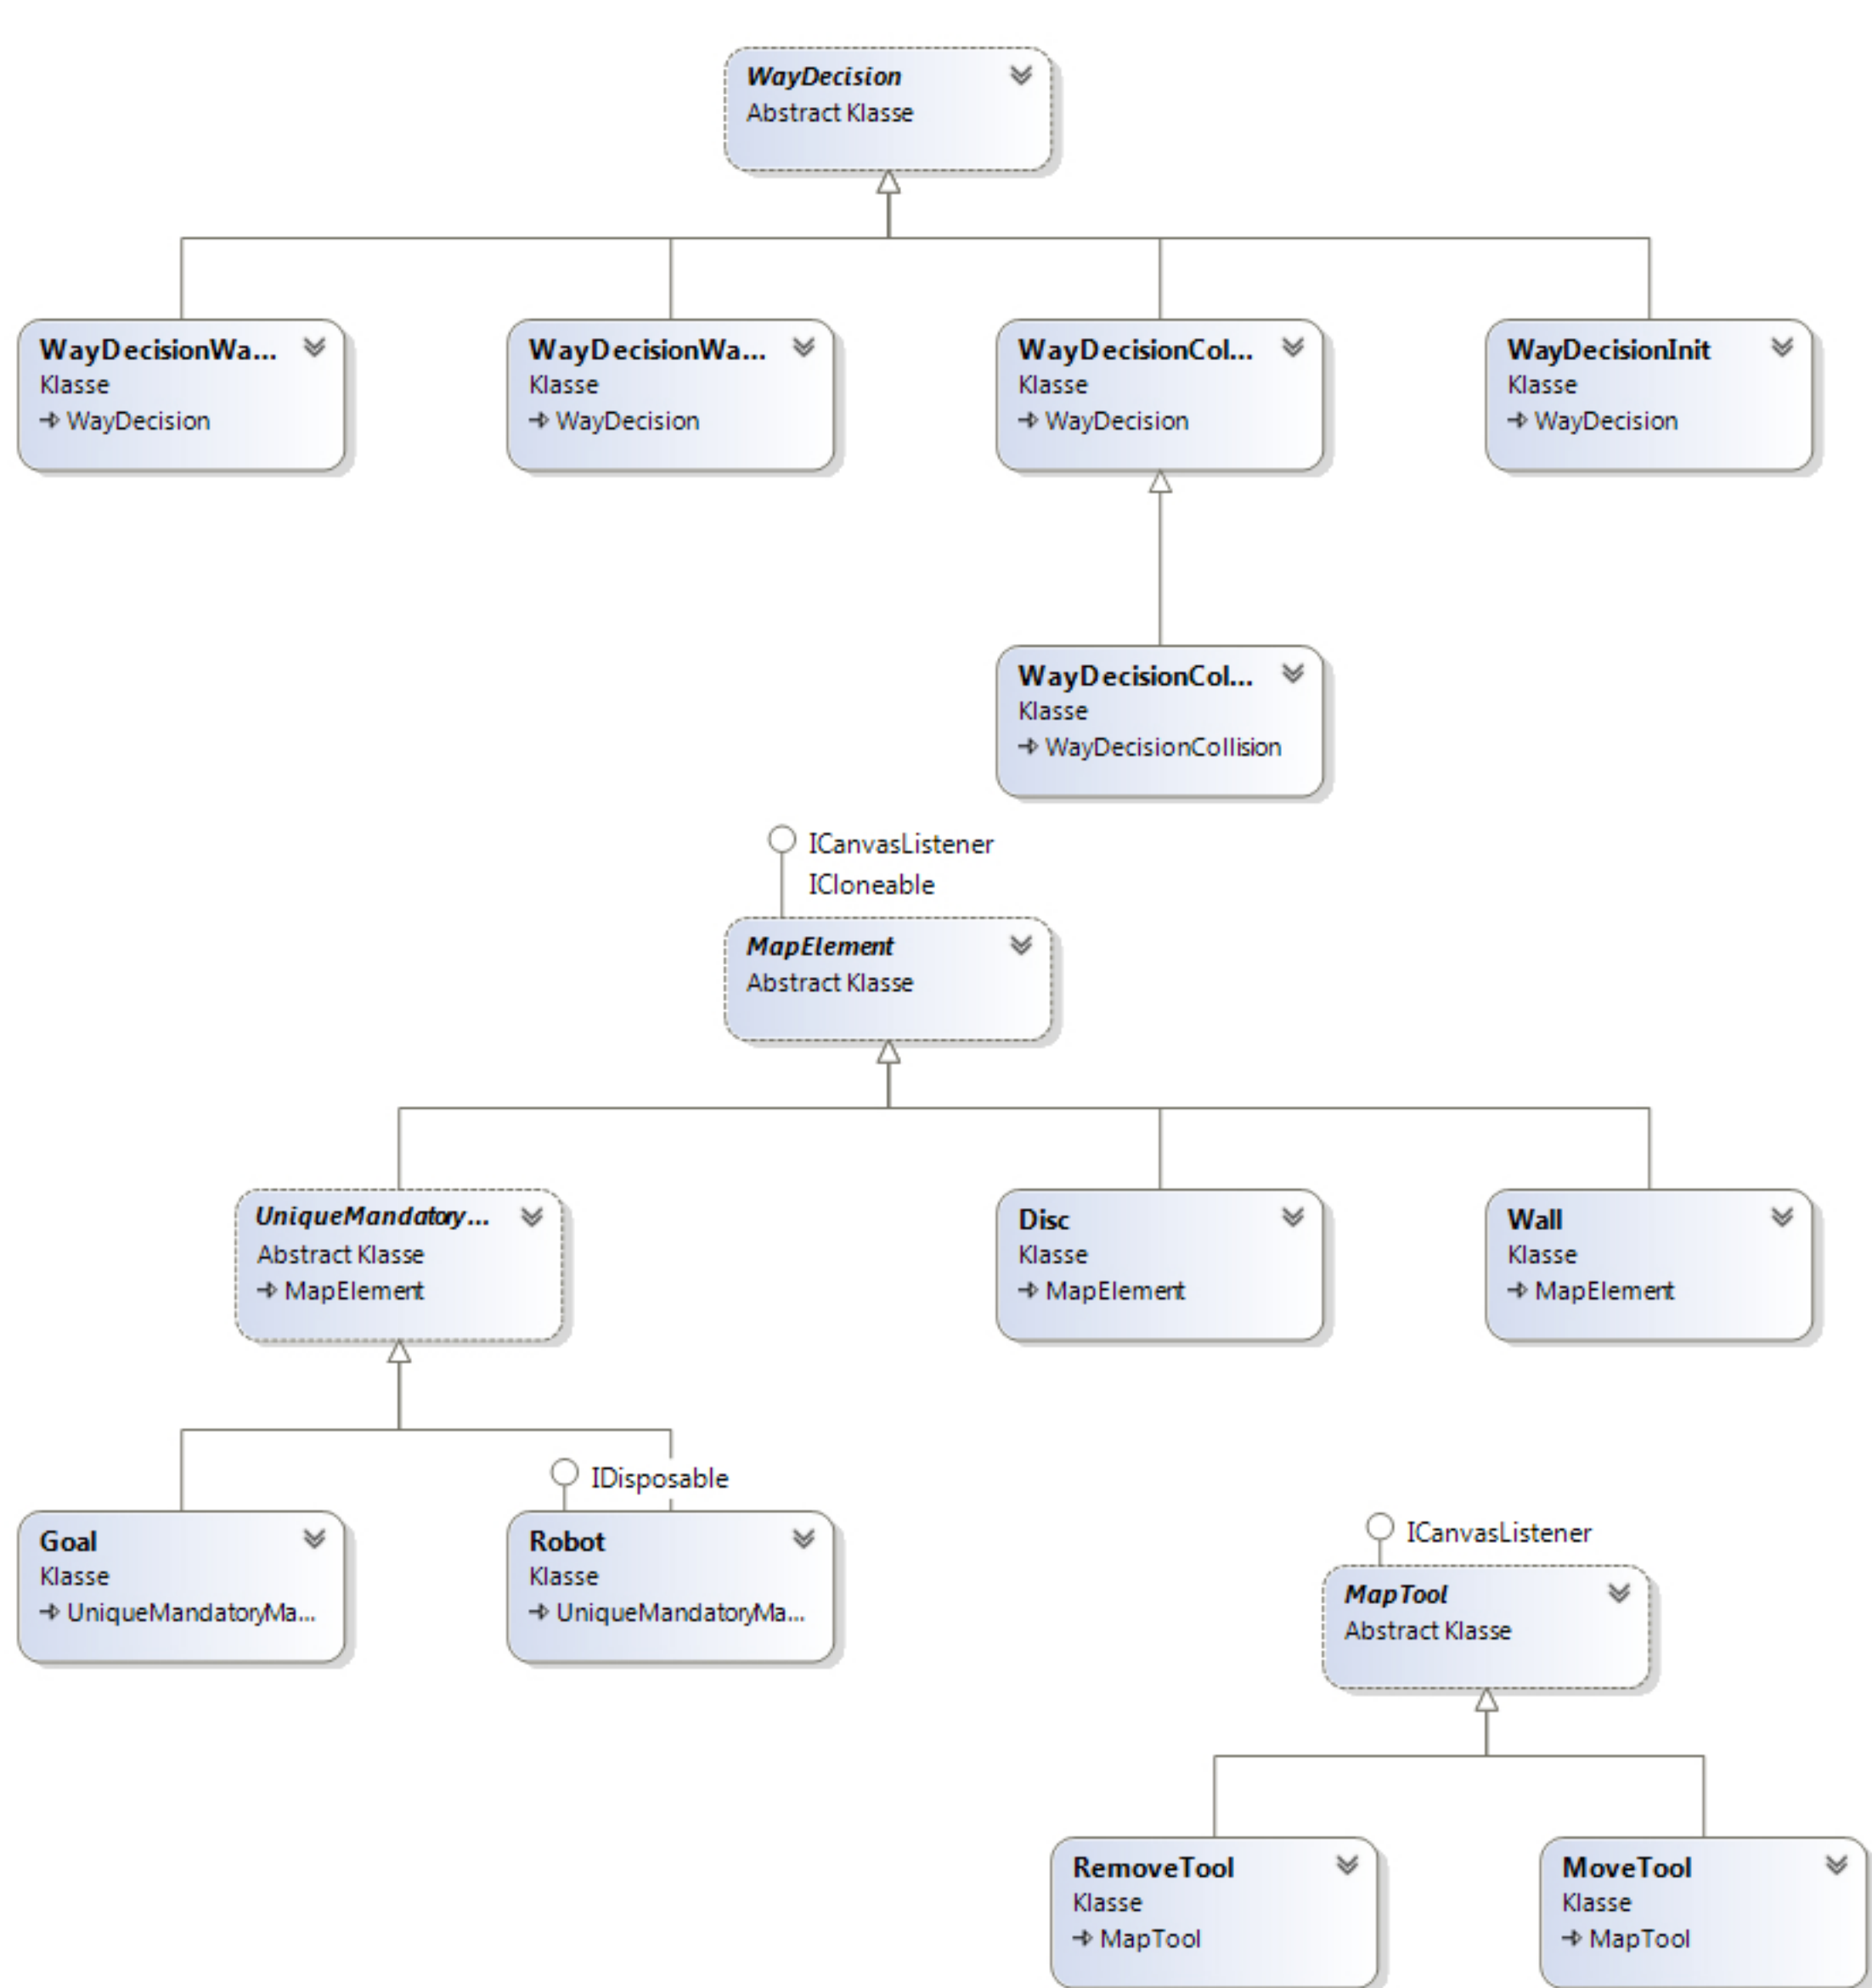 WayDecision
Abstract Klasse
WayDecisionWa...
Klasse
WayDecision
WayDecisionWa...
Klasse
WayDecision
WayDecisionCol...
Klasse
WayDecision
WayDecisionInit
Klasse
WayDecision
WayDecisionCol...
Klasse
WayDecisionCollision
ICanvasListener
ICloneable
MapElement
Abstract Klasse
UniqueMandatory...
Abstract Klasse
MapElement
Disc
Klasse
MapElement
Wall
Klasse
MapElement
Goal
Klasse
UniqueMandatoryMa...
IDisposable
Robot
Klasse
UniqueMandatoryMa...
ICanvasListener
MapTool
Abstract Klasse
RemoveTool
Klasse
MapTool
MoveTool
Klasse
MapTool